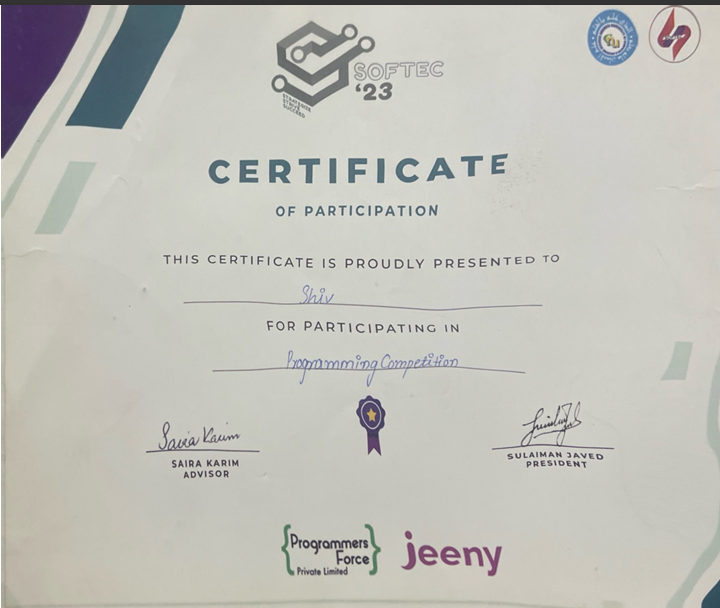 SOFTEC
'23
STRATEGIZE
STRIVE
SUCCEED
CERTIFICATE
OF PARTICIPATION
THIS CERTIFICATE IS PROUDLY PRESENTED TO
Shiv
FOR PARTICIPATING IN
Programming Competition
Saira Karim
SAIRA KARIM
ADVISOR
SULAIMAN JAVED
PRESIDENT
{Programmers
Force}
Private Limited
jeeny